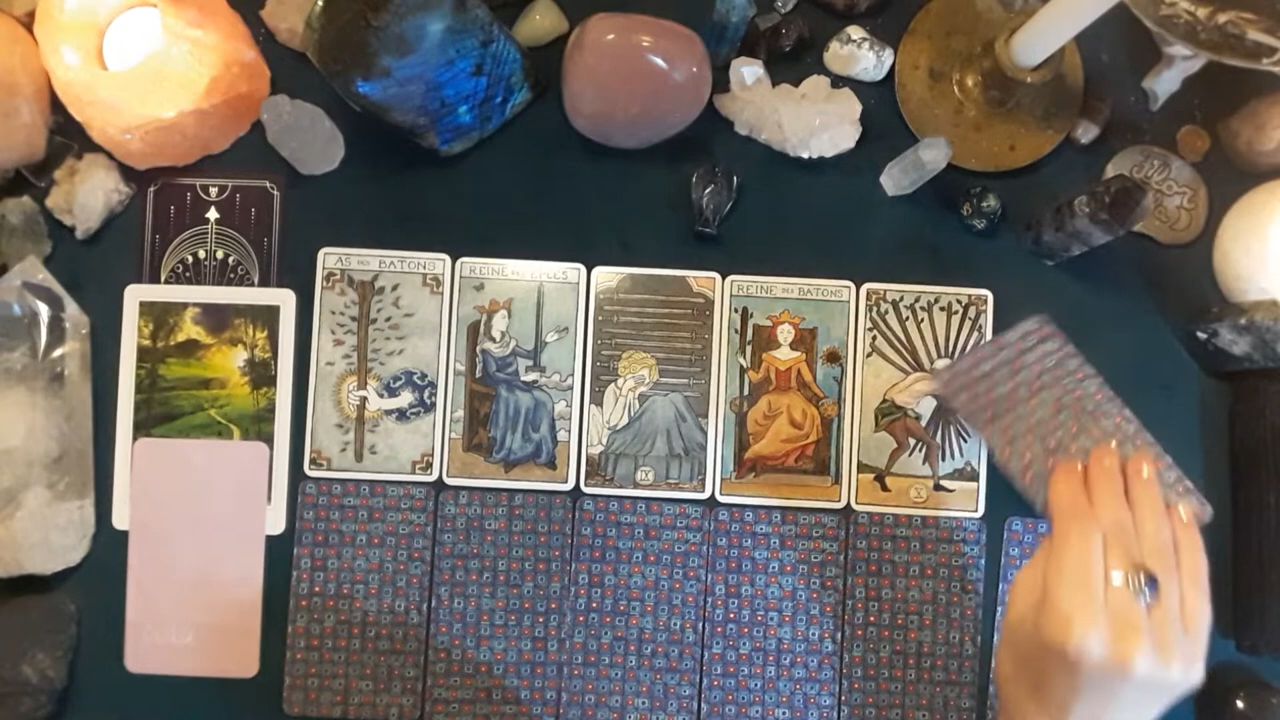 AS DES BATONS
REINE DES EPEES
IX
REINE DES BATONS
X